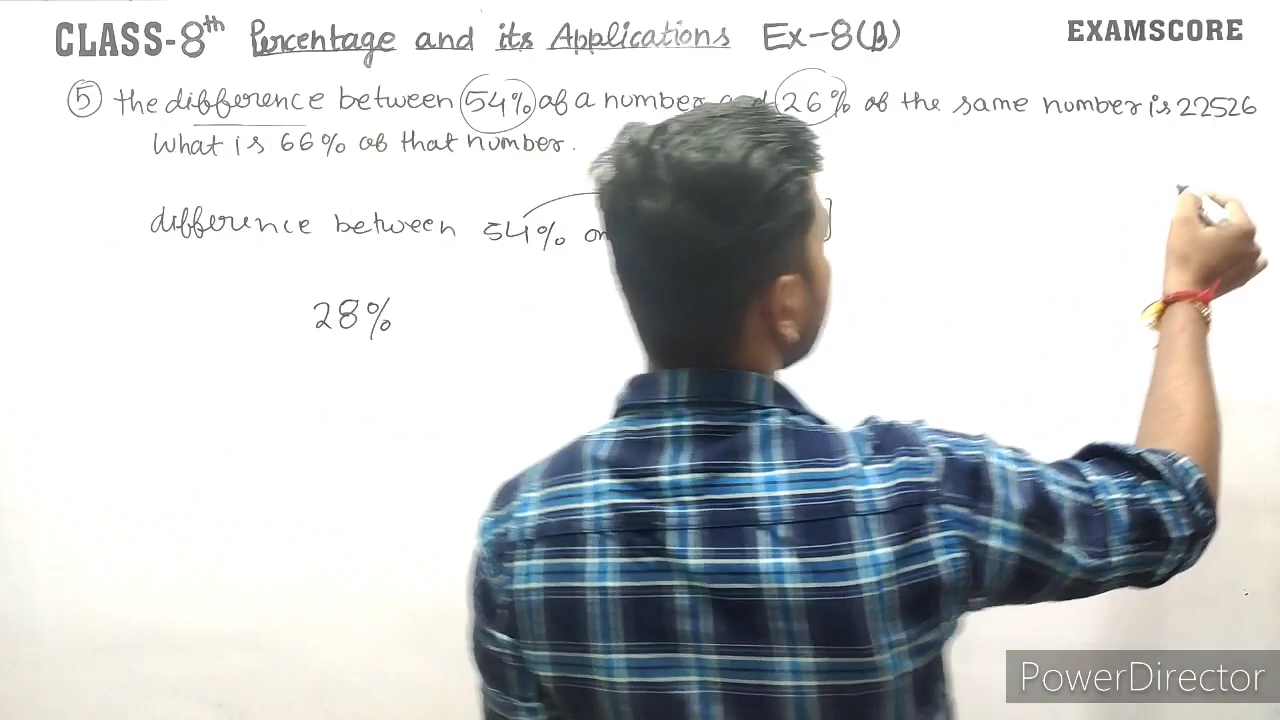 CLASS-8th Percentage and its Applications Ex-8(B)
EXAMSCORE
⑤ the difference between 54% of a number 26% of the same number is 22526
What is 66% of that number.
difference between 54%
28%
PowerDirector